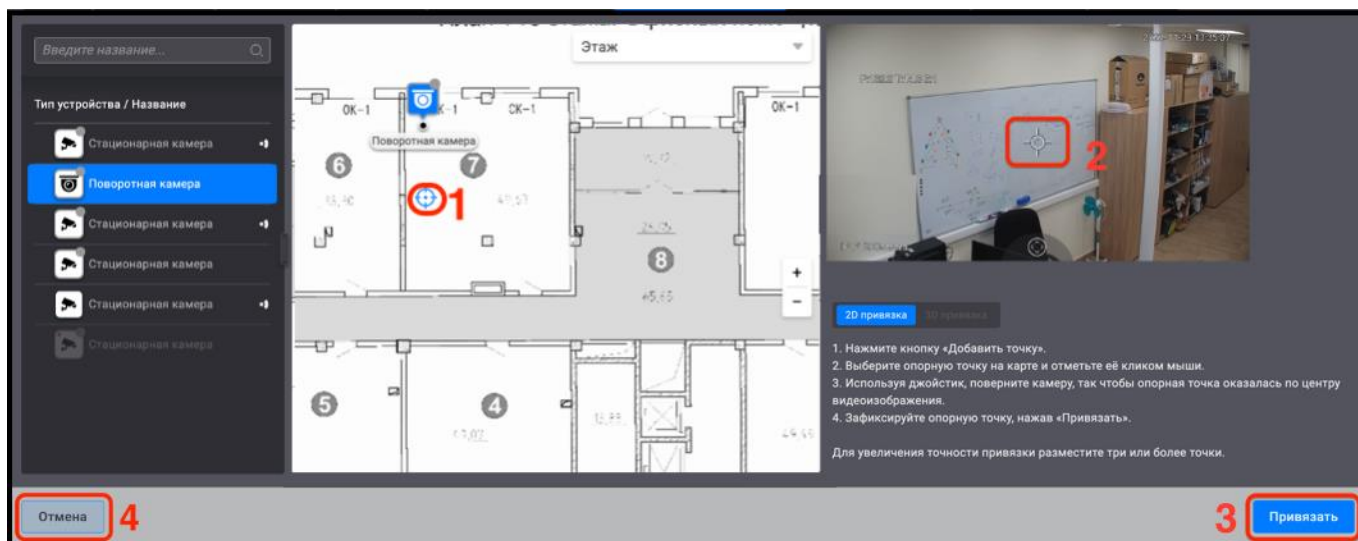 Введите название...
Тип устройства / Название
Стационарная камера
Поворотная камера
Стационарная камера
Стационарная камера
Стационарная камера
Стационарная камера
Этаж
ОК-1
К-1
СК-1
ОК-1
Поворотная камера
6
7
1
8
65,65
5
4
2
2D привязка
3D привязка
1. Нажмите кнопку «Добавить точку».
2. Выберите опорную точку на карте и отметьте её кликом мыши.
3. Используя джойстик, поверните камеру, так чтобы опорная точка оказалась по центру
видеоизображения.
4. Зафиксируйте опорную точку, нажав «Привязать».
Для увеличения точности привязки разместите три или более точки.
+
−
Отмена
4
3
Привязать